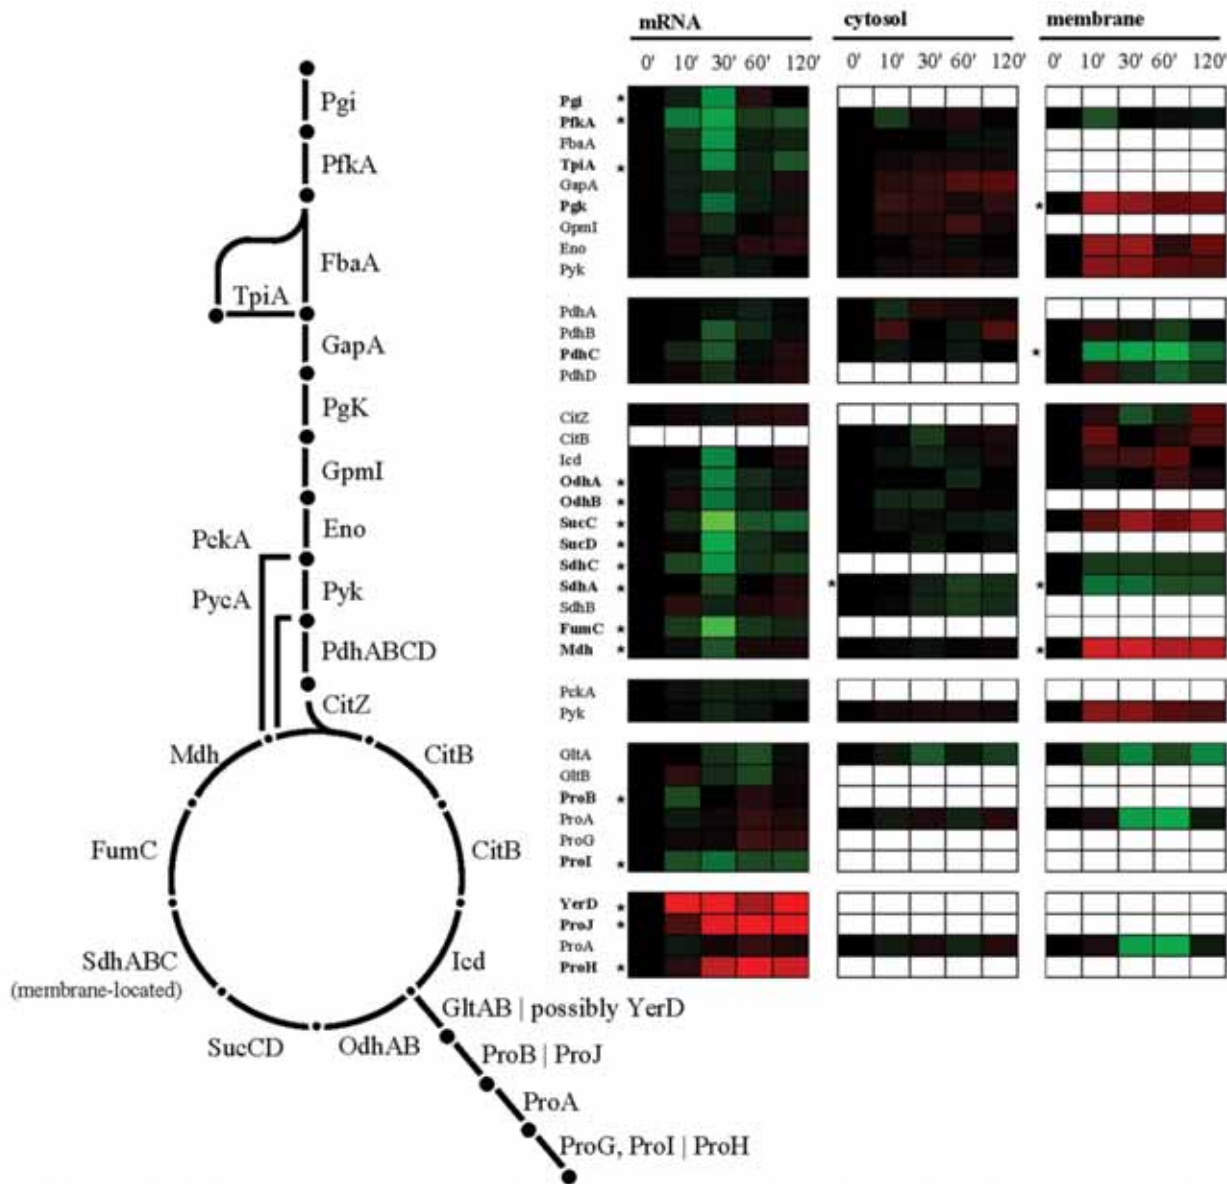 mRNA cytosol membrane
0' 10' 30' 60' 120' 0' 10' 30' 60' 120' 0' 10' 30' 60' 120'
Pgi
PfkA
FbaA
TpiA
GapA
PgK
GpmI
Eno
PckA
PycA
Pyk
PdhABCD
CitZ
Mdh
CitB
FumC
CitB
SdhABC
(membrane-located)
Icd
SucCD
OdhAB
GltAB | possibly YerD
ProB | ProJ
ProA
ProG, ProI | ProH
Pgi *
PfkA *
FbaA
TpiA *
GapA
Pgk *
GpmI
Eno
Pyk
PdhA
PdhB
PdhC *
PdhD
CitZ
CitB
Icd
OdhA *
OdhB *
SucC *
SucD *
SdhC *
SdhA * * *
SdhB
FumC *
Mdh * *
PckA
Pyk
GltA
GltB
ProB *
ProA
ProG
ProI *
YerD *
ProJ *
ProA
ProH *